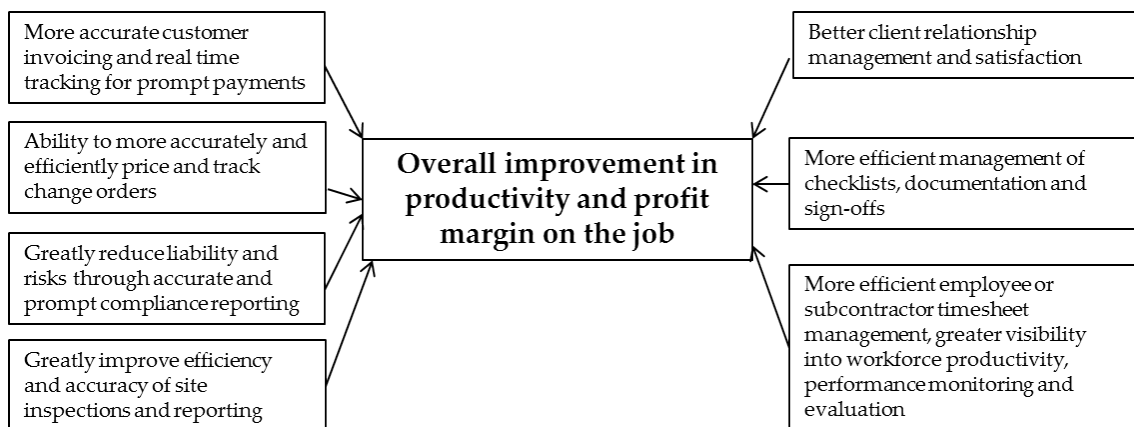 More accurate customer
invoicing and real time
tracking for prompt payments
Ability to more accurately and
efficiently price and track
change orders
Greatly reduce liability and
risks through accurate and
prompt compliance reporting
Greatly improve efficiency
and accuracy of site
inspections and reporting
Overall improvement in
productivity and profit
margin on the job
Better client relationship
management and satisfaction
More efficient management of
checklists, documentation and
sign-offs
More efficient employee or
subcontractor timesheet
management, greater visibility
into workforce productivity,
performance monitoring and
evaluation